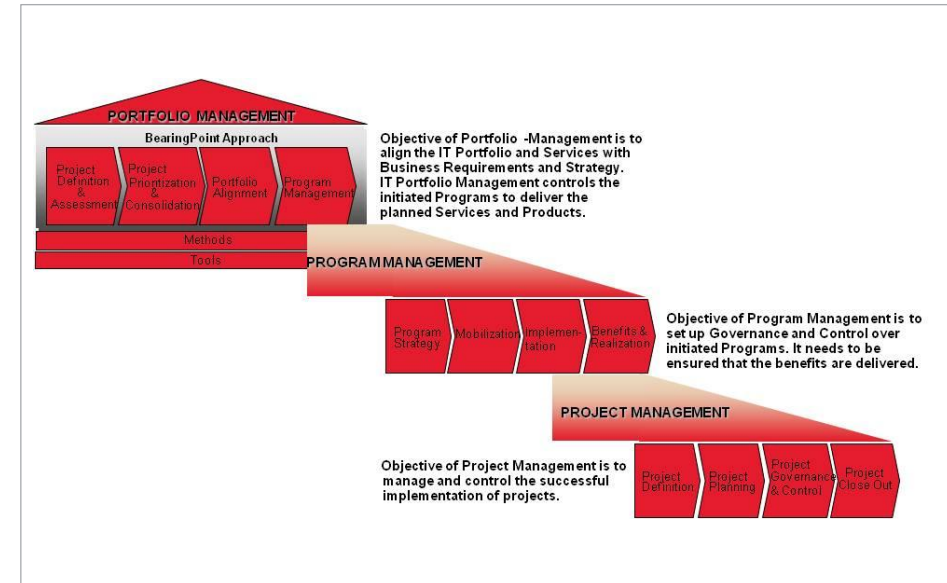 PORTFOLIO MANAGEMENT
BearingPoint Approach
Project
Definition
&
Assessment
Project
Prioritization
&
Consolidation
Portfolio
Alignment
Program
Management
Methods
Tools
Objective of Portfolio -Management is to
align the IT Portfolio and Services with
Business Requirements and Strategy.
IT Portfolio Management controls the
initiated Programs to deliver the
planned Services and Products.
PROGRAM MANAGEMENT
Program
Strategy
Mobilization
Implemen-
tation
Benefits &
Realization
Objective of Program Management is to
set up Governance and Control over
initiated Programs. It needs to be
ensured that the benefits are delivered.
PROJECT MANAGEMENT
Objective of Project Management is to
manage and control the successful
implementation of projects.
Project
Definition
Project
Planning
Project
Governance
& Control
Project
Close Out